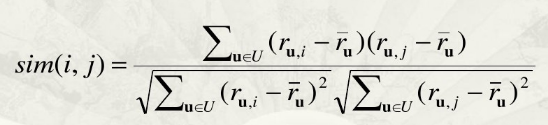 sim(i, j) = \frac{\sum_{\mathbf{u} \in U} (r_{\mathbf{u},i} - \bar{r}_{\mathbf{u}})(r_{\mathbf{u},j} - \bar{r}_{\mathbf{u}})}{\sqrt{\sum_{\mathbf{u} \in U} (r_{\mathbf{u},i} - \bar{r}_{\mathbf{u}})^2} \sqrt{\sum_{\mathbf{u} \in U} (r_{\mathbf{u},j} - \bar{r}_{\mathbf{u}})^2}}